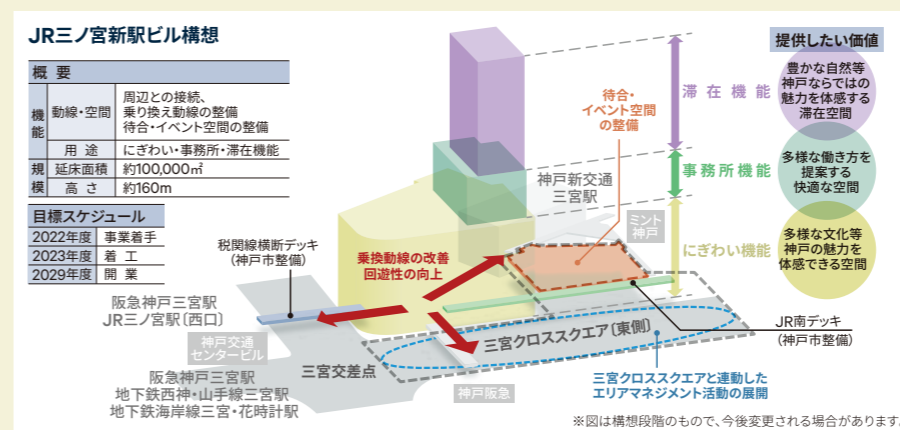 JR三ノ宮新駅ビル構想
概 要
機能
動線・空間
周辺との接続、
乗り換え動線の整備
待合・イベント空間の整備
用 途
にぎわい・事務所・滞在機能
規模
延床面積
約100,000㎡
高 さ
約160m
目標スケジュール
2022年度 事業着手
2023年度 着 工
2029年度 開 業
税関線横断デッキ
(神戸市整備)
阪急神戸三宮駅
JR三ノ宮駅〔西口〕
神戸交通
センタービル
阪急神戸三宮駅
地下鉄西神・山手線三宮駅
地下鉄海岸線三宮・花時計駅
三宮交差点
乗換動線の改善
回遊性の向上
待合・
イベント空間
の整備
神戸新交通
三宮駅
ミント
神戸
三宮クロススクエア〔東側〕
神戸阪急
三宮クロススクエアと連動した
エリアマネジメント活動の展開
JR南デッキ
(神戸市整備)
滞在機能
事務所機能
にぎわい機能
提供したい価値
豊かな自然等
神戸ならではの
魅力を体感する
滞在空間
多様な働き方を
提案する
快適な空間
多様な文化等
神戸の魅力を
体感できる空間
※図は構想段階のもので、今後変更される場合があります。